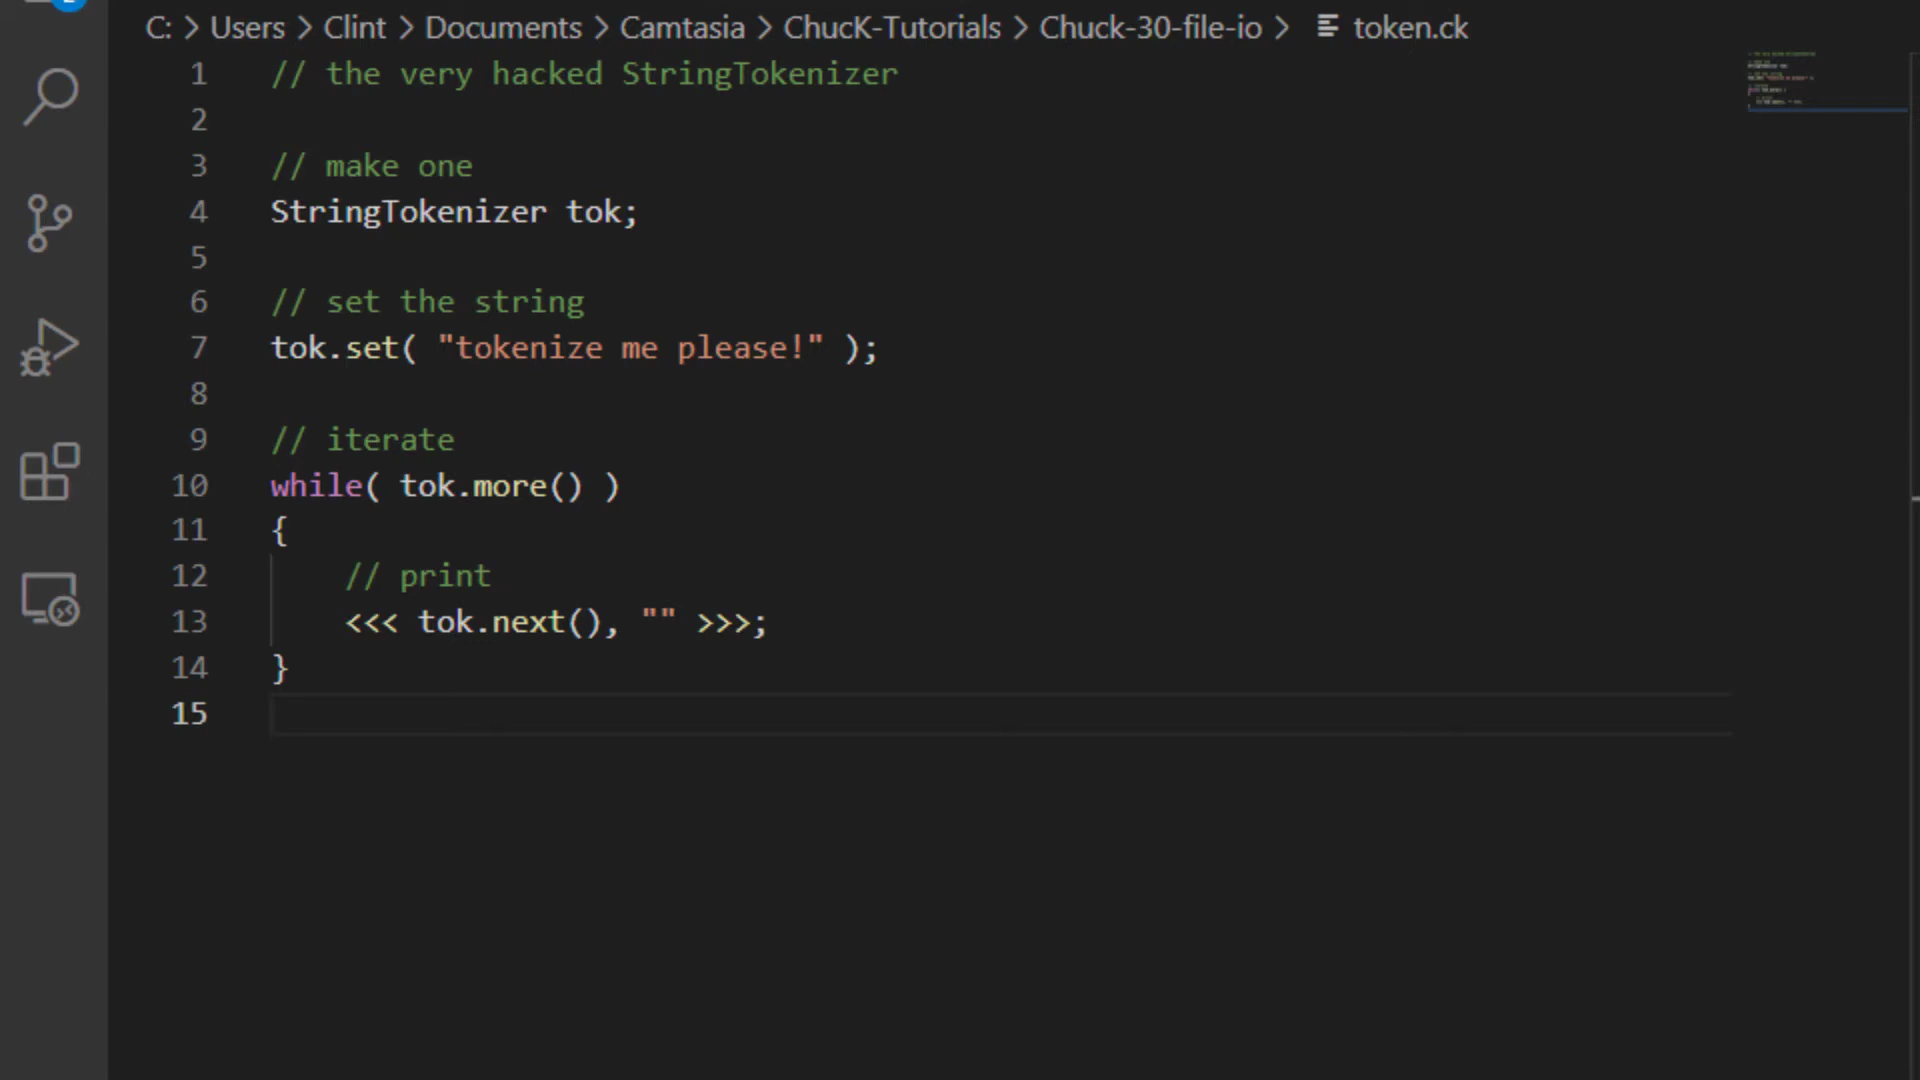 C: > Users > Clint > Documents > Camtasia > ChucK-Tutorials > Chuck-30-file-io > token.ck
1 // the very hacked StringTokenizer
2
3 // make one
4 StringTokenizer tok;
5
6 // set the string
7 tok.set( "tokenize me please!" );
8
9 // iterate
10 while( tok.more() )
11 {
12     // print
13     <<< tok.next(), "" >>>;
14 }
15